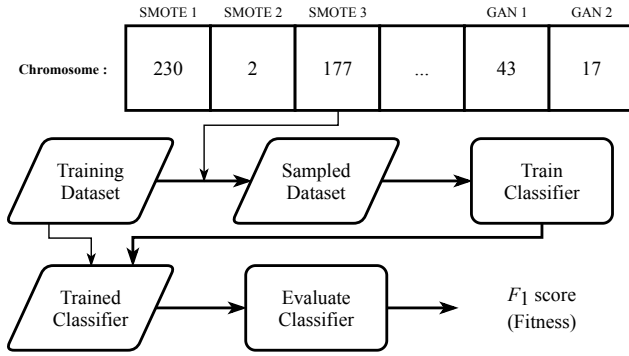 SMOTE 1 SMOTE 2 SMOTE 3 GAN 1 GAN 2
Chromosome : 230 2 177 ... 43 17
Training Dataset
Sampled Dataset
Train Classifier
Trained Classifier
Evaluate Classifier
F1 score
(Fitness)